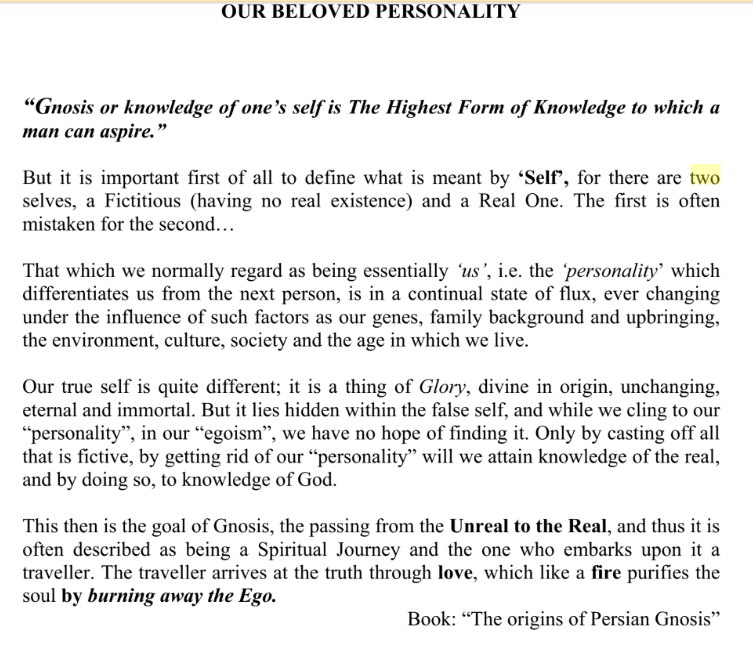 OUR BELOVED PERSONALITY
“Gnosis or knowledge of one’s self is The Highest Form of Knowledge to which a
man can aspire.”
But it is important first of all to define what is meant by ‘Self’, for there are two
selves, a Fictitious (having no real existence) and a Real One. The first is often
mistaken for the second…
That which we normally regard as being essentially ‘us’, i.e. the ‘personality’ which
differentiates us from the next person, is in a continual state of flux, ever changing
under the influence of such factors as our genes, family background and upbringing,
the environment, culture, society and the age in which we live.
Our true self is quite different; it is a thing of Glory, divine in origin, unchanging,
eternal and immortal. But it lies hidden within the false self, and while we cling to our
“personality”, in our “egoism”, we have no hope of finding it. Only by casting off all
that is fictive, by getting rid of our “personality” will we attain knowledge of the real,
and by doing so, to knowledge of God.
This then is the goal of Gnosis, the passing from the Unreal to the Real, and thus it is
often described as being a Spiritual Journey and the one who embarks upon it a
traveller. The traveller arrives at the truth through love, which like a fire purifies the
soul by burning away the Ego.
Book: “The origins of Persian Gnosis”